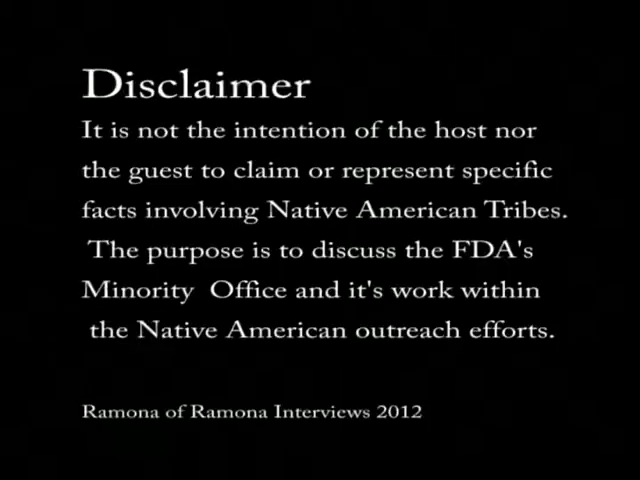 Disclaimer
It is not the intention of the host nor
the guest to claim or represent specific
facts involving Native American Tribes.
The purpose is to discuss the FDA's
Minority  Office and it's work within
the Native American outreach efforts.
Ramona of Ramona Interviews 2012